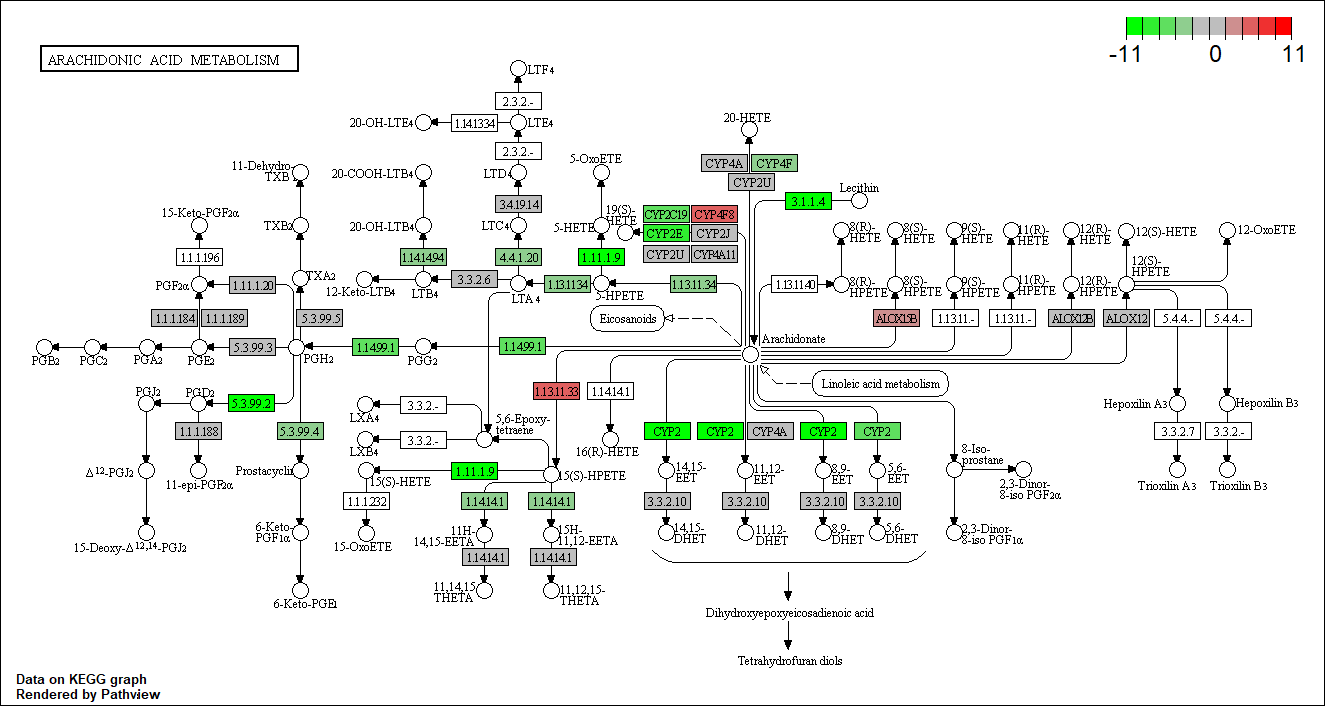 -11 0 11
ARACHIDONIC ACID METABOLISM
LTF4
2.3.2.-
20-OH-LTE4
1.14.13.34
LTE4
20-HETE
2.3.2.-
11-Dehydro-
TXB
20-COOH-LTB4
LTD4
5-OxoETE
CYP4A
CYP4F
CYP2U
Lecithin
3.1.1.4
3.4.19.14
15-Keto-PGF2α
TXB2
20-OH-LTB4
LTC4
5-HETE
19(S)-
HETE
CYP2C19
CYP4F8
CYP2E
CYP2J
CYP2U
CYP4A11
8(R)-
HETE
8(S)-
HETE
9(S)-
HETE
11(R)-
HETE
12(R)-
HETE
12(S)-HETE
12-OxoETE
1.1.1.196
1.14.14.94
4.4.1.20
1.11.1.9
PGF2α
1.1.1.20
TXA2
12-Keto-LTB4
LTB4
3.3.2.6
LTA4
1.13.11.34
5-HPETE
1.13.11.34
1.13.11.40
8(R)-
HPETE
8(S)-
HPETE
9(S)-
HPETE
11(R)-
HPETE
12(R)-
HPETE
12(S)-
HPETE
1.1.1.184
1.1.1.189
5.3.99.5
Eicosanoids
ALOX15B
1.13.11.-
1.13.11.-
ALOX12B
ALOX12
5.4.4.-
5.4.4.-
PGB2
PGC2
PGA2
PGE2
5.3.99.3
PGH2
1.14.99.1
PGG2
1.14.99.1
Arachidonate
Linoleic acid metabolism
PGJ2
PGD2
5.3.99.2
1.13.11.33
1.14.14.1
LXA4
3.3.2.-
5,6-Epoxy-
tetraene
Hepoxilin A3
Hepoxilin B3
1.1.1.188
5.3.99.4
LXB4
3.3.2.-
16(R)-HETE
CYP2
CYP2
CYP4A
CYP2
CYP2
3.3.2.7
3.3.2.-
Δ12-PGJ2
11-epi-PGF2α
Prostacyclin
15(S)-HETE
1.11.1.9
15(S)-HPETE
14,15-
EET
11,12-
EET
8,9-
EET
5,6-
EET
8-Iso-
prostane
2,3-Dinor-
8-iso PGF2α
Trioxilin A3
Trioxilin B3
1.1.1.232
1.14.14.1
1.14.14.1
3.3.2.10
3.3.2.10
3.3.2.10
3.3.2.10
15-Deoxy-Δ12,14-PGJ2
6-Keto-
PGF1α
15-OxoETE
11H-
14,15-EETA
15H-
11,12-EETA
14,15-
DHET
11,12-
DHET
8,9-
DHET
5,6-
DHET
2,3-Dinor-
8-iso PGF1α
1.14.14.1
1.14.14.1
6-Keto-PGE1
11,14,15-
THETA
11,12,15-
THETA
Dihydroxyepoxyeicosadienoic acid
Tetrahydrofuran diols
Data on KEGG graph
Rendered by Pathview